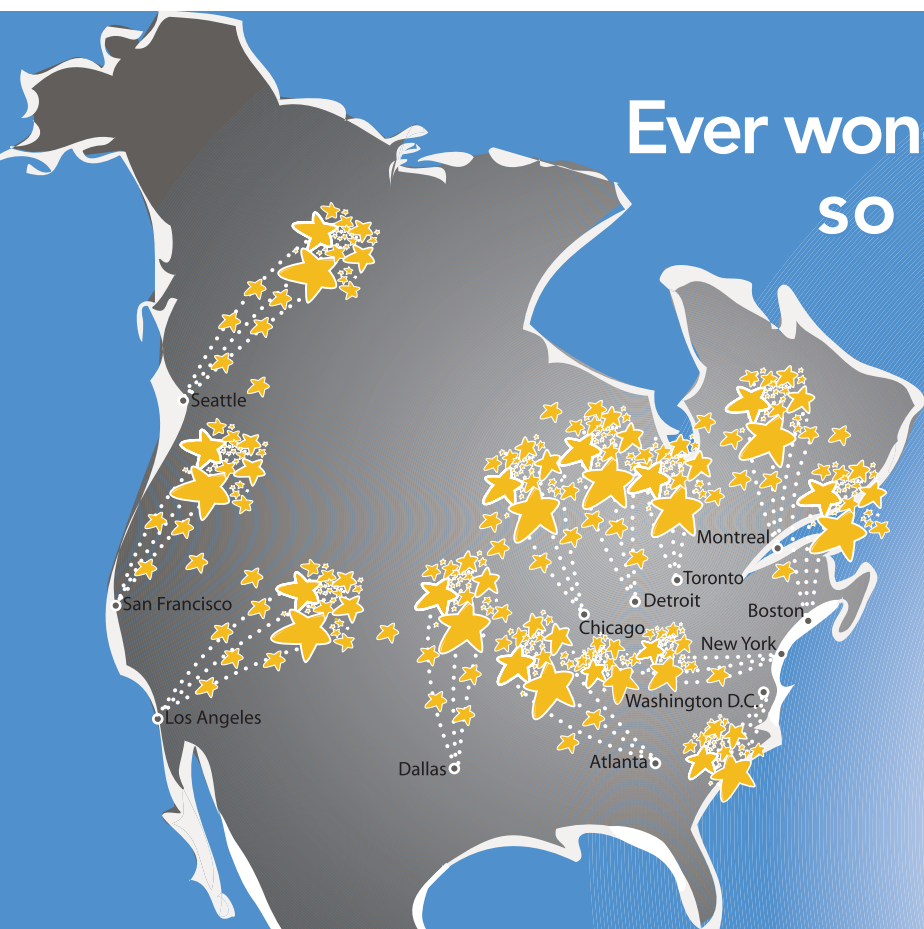 Ever won
so
Seattle
San Francisco
Los Angeles
Dallas
Atlanta
Chicago
Detroit
Toronto
Montreal
Boston
New York
Washington D.C.